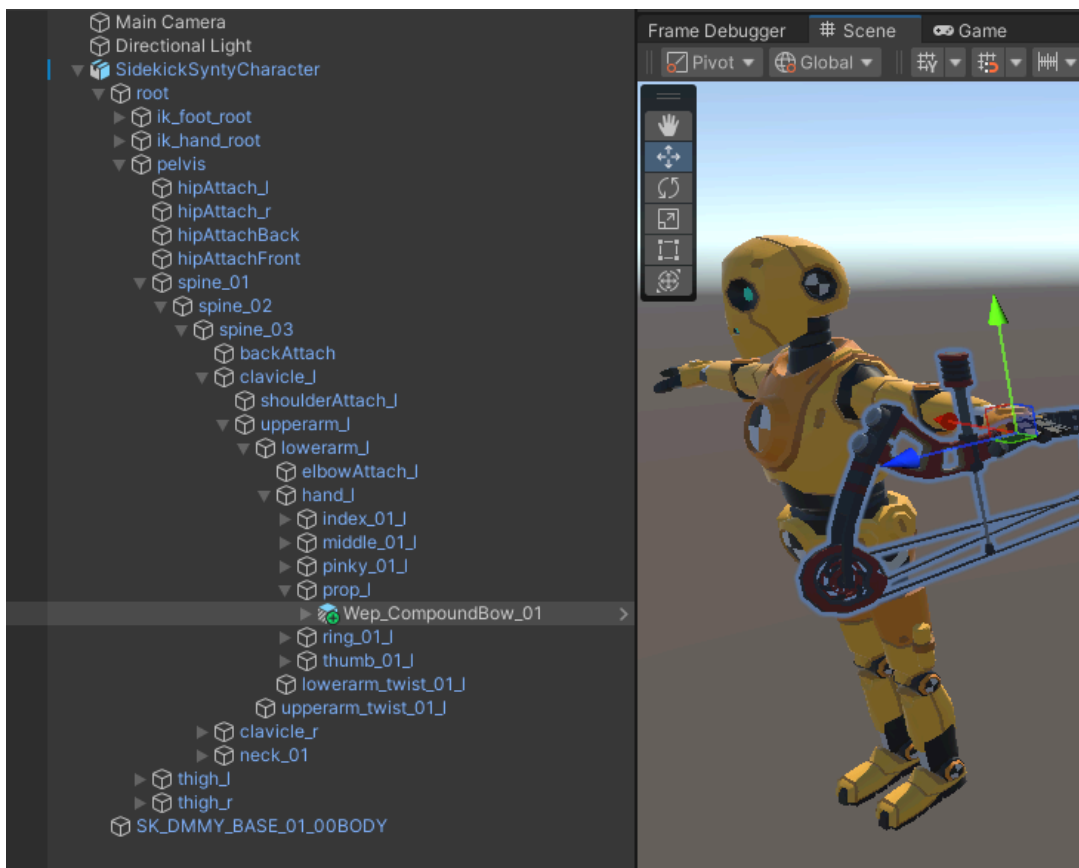 Main Camera
Directional Light
SidekickSyntyCharacter
root
ik_foot_root
ik_hand_root
pelvis
hipAttach_l
hipAttach_r
hipAttachBack
hipAttachFront
spine_01
spine_02
spine_03
backAttach
clavicle_l
shoulderAttach_l
upperarm_l
lowerarm_l
elbowAttach_l
hand_l
index_01_l
middle_01_l
pinky_01_l
prop_l
Wep_CompoundBow_01
ring_01_l
thumb_01_l
lowerarm_twist_01_l
upperarm_twist_01_l
clavicle_r
neck_01
thigh_l
thigh_r
SK_DMMY_BASE_01_00BODY
Frame Debugger Scene Game
Pivot Global